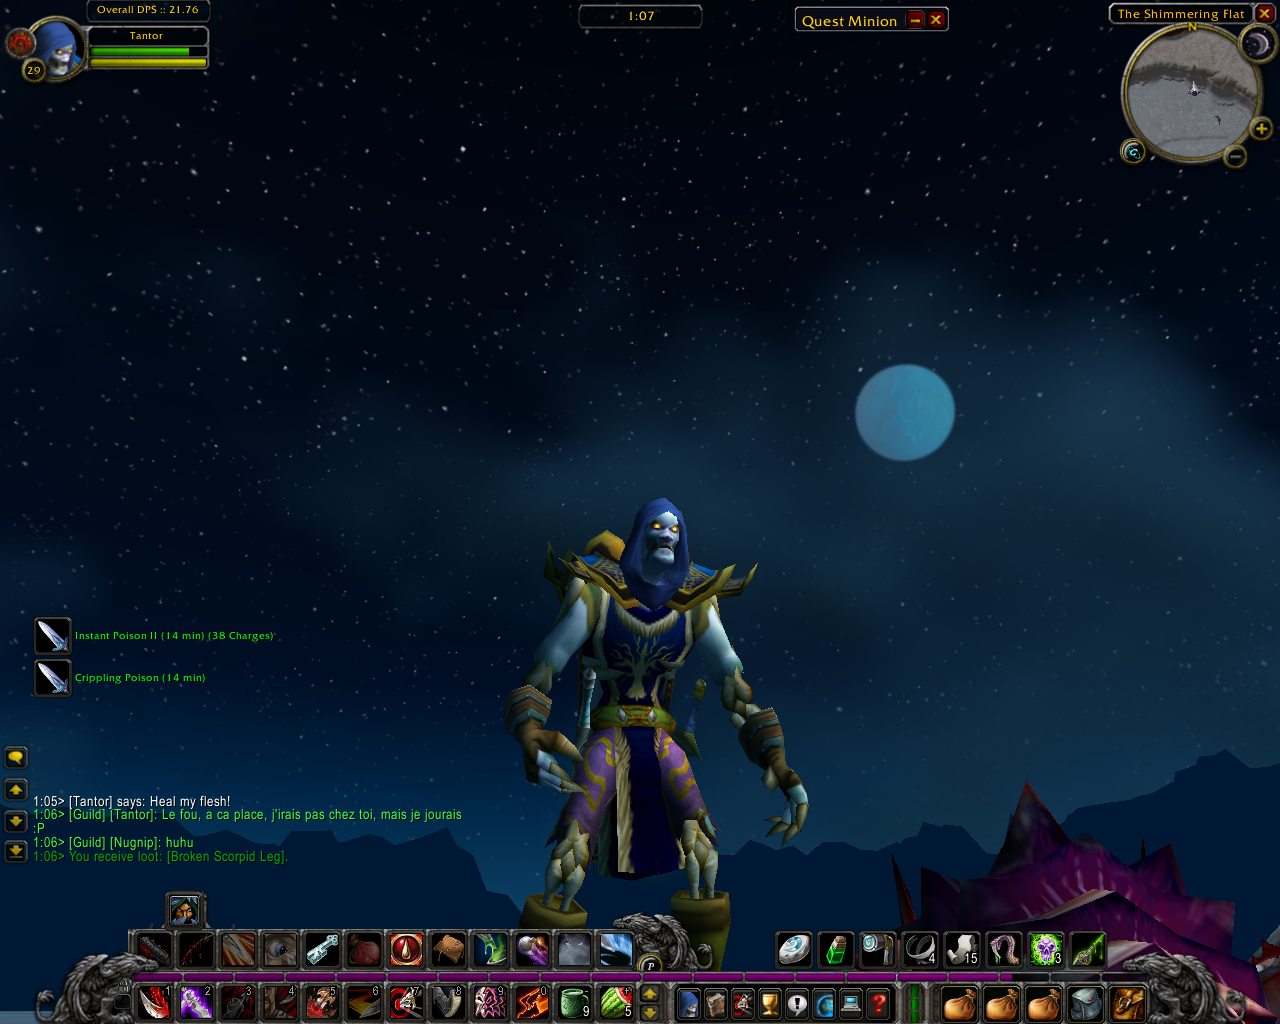 Overall DPS :: 21.76
1:07
Quest Minion
The Shimmering Flat
N
Tantor
29
Instant Poison II (14 min) (38 Charges)
Crippling Poison (14 min)
1:05> [Tantor] says: Heal my flesh!
1:06> [Guild] [Tantor]: Le fou, a ca place, j'irais pas chez toi, mais je jourais
:P
1:06> [Guild] [Nugnip]: huhu
1:06> You receive loot: [Broken Scorpid Leg].
P
4
15
3
1
2
3
4
5
6
7
8
9
0
9
5